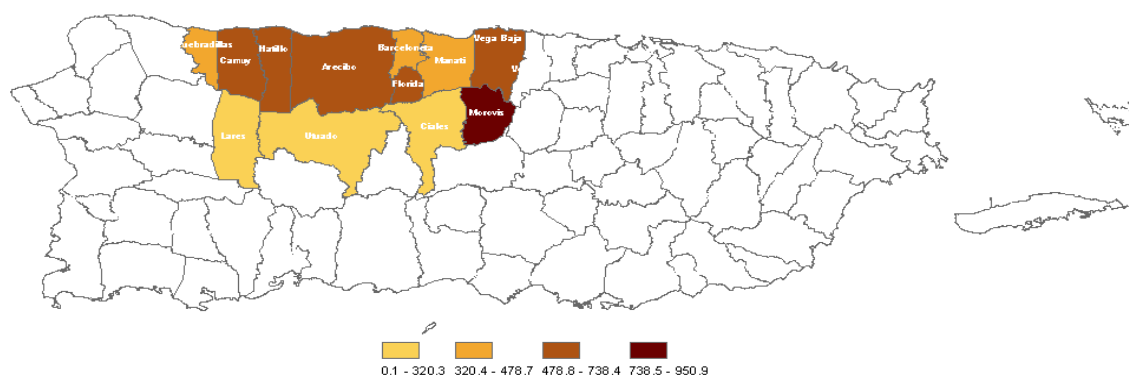 Vega Baja
uebradillas
Hatillo
Barceloneta
Camuy
Manatí
Arecibo
Florida
Morovis
Ciales
Lares
Utuado
0.1 - 320.3 320.4 - 478.7 478.8 - 738.4 738.5 - 950.9